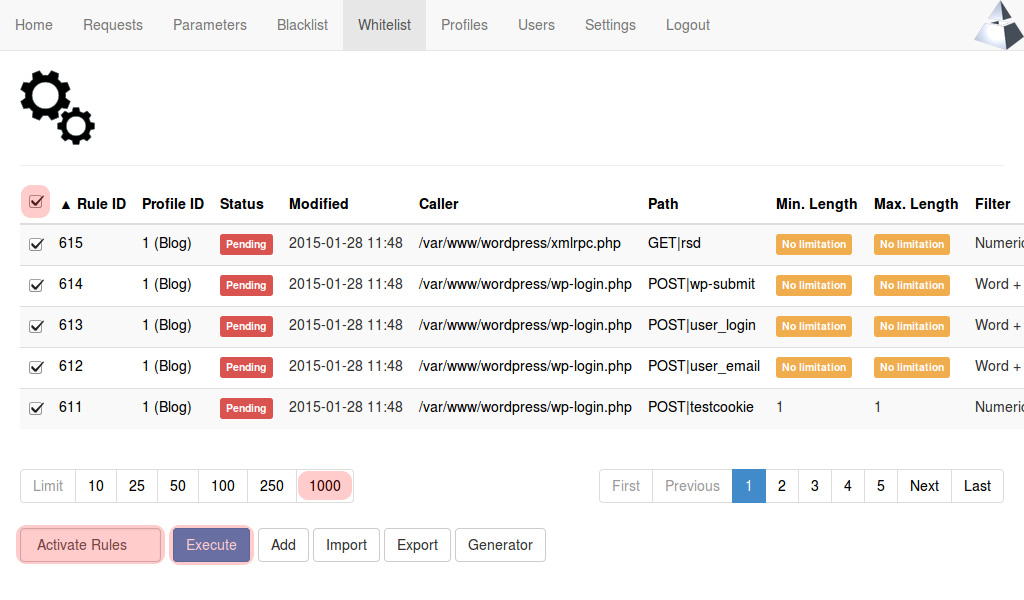 Home Requests Parameters Blacklist Whitelist Profiles Users Settings Logout
▲ Rule ID Profile ID Status Modified Caller Path Min. Length Max. Length Filter
615 1 (Blog) Pending 2015-01-28 11:48 /var/www/wordpress/xmlrpc.php GET|rsd No limitation No limitation Numeric
614 1 (Blog) Pending 2015-01-28 11:48 /var/www/wordpress/wp-login.php POST|wp-submit No limitation No limitation Word +
613 1 (Blog) Pending 2015-01-28 11:48 /var/www/wordpress/wp-login.php POST|user_login No limitation No limitation Word +
612 1 (Blog) Pending 2015-01-28 11:48 /var/www/wordpress/wp-login.php POST|user_email No limitation No limitation Word +
611 1 (Blog) Pending 2015-01-28 11:48 /var/www/wordpress/wp-login.php POST|testcookie 1 1 Numeric
Limit 10 25 50 100 250 1000 First Previous 1 2 3 4 5 Next Last
Activate Rules Execute Add Import Export Generator